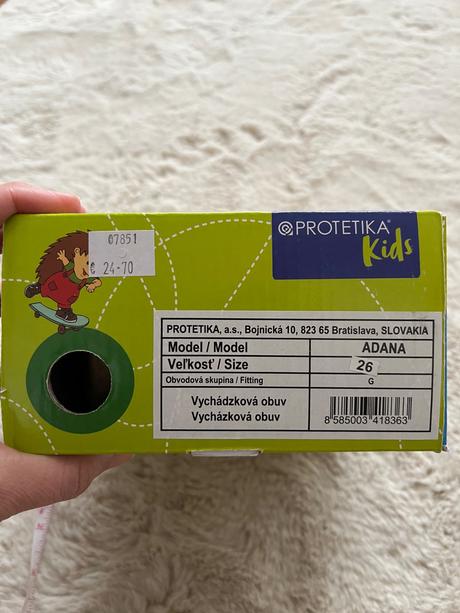 07851
€ 24-70
PROTETIKA®
Kids
PROTETIKA, a.s., Bojnická 10, 823 65 Bratislava, SLOVAKIA
Model / Model ADANA
Veľkosť / Size 26
Obvodová skupina / Fitting G
Vychádzková obuv
Vycházková obuv
8 585003 418363